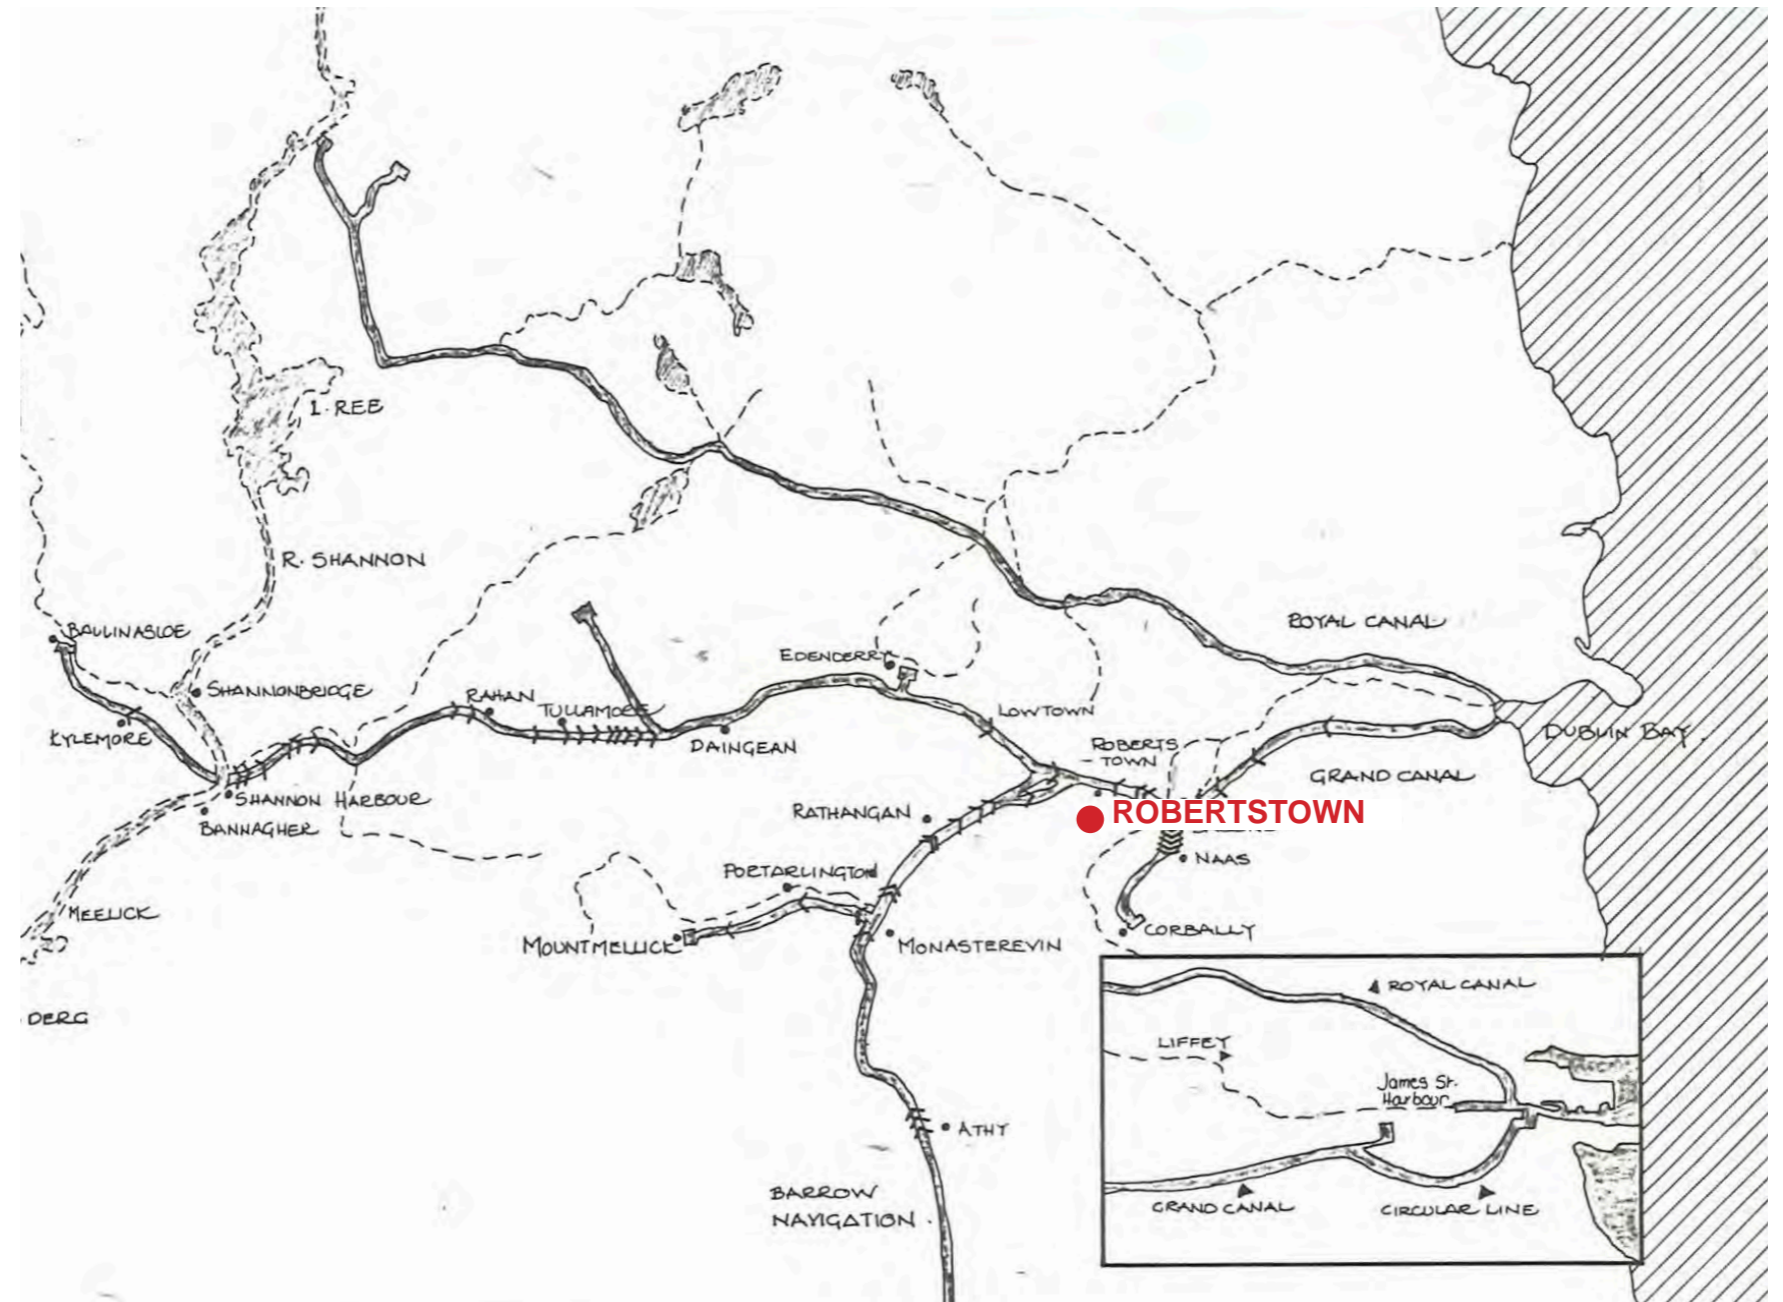 L. REE
R. SHANNON
BALLINASLOE
SHANNONBRIDGE
KYLEMORE
RAHAN
TULLAMORE
EDENDERRY
LOWTOWN
DAINGEAN
ROYAL CANAL
ROBERTS
-TOWN
DUBLIN BAY.
GRAND CANAL
SHANNON HARBOUR
BANNAGHER
RATHANGAN
ROBERTSTOWN
NAAS
PORTARLINGTON
MEELICK
MOUNTMELLICK
MONASTEREVIN
CORBALLY
DERG
ROYAL CANAL
LIFFEY
James St.
Harbour
ATHY
BARROW
NAVIGATION.
GRAND CANAL
CIRCULAR LINE